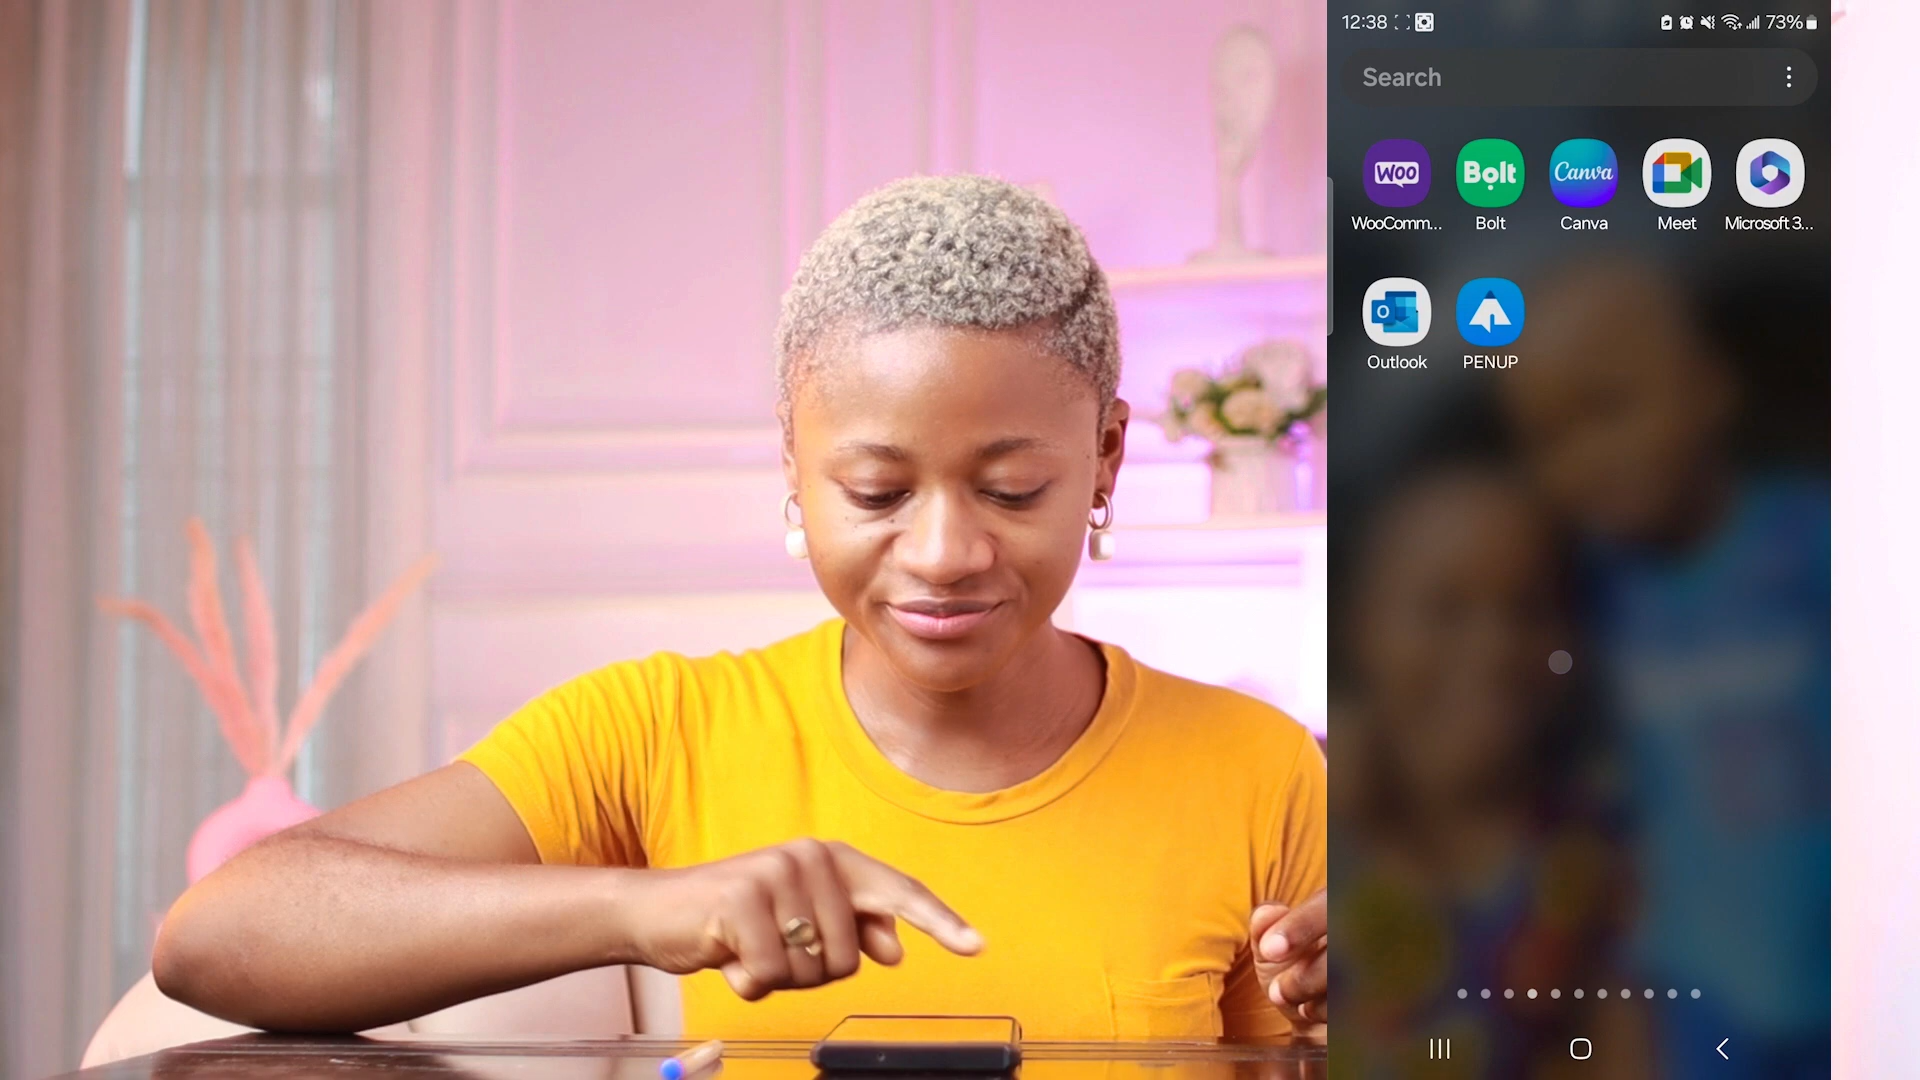 12:38 73%
Search
Woo Bolt Canva
WooComm... Bolt Canva Meet Microsoft 3...
O
Outlook PENUP